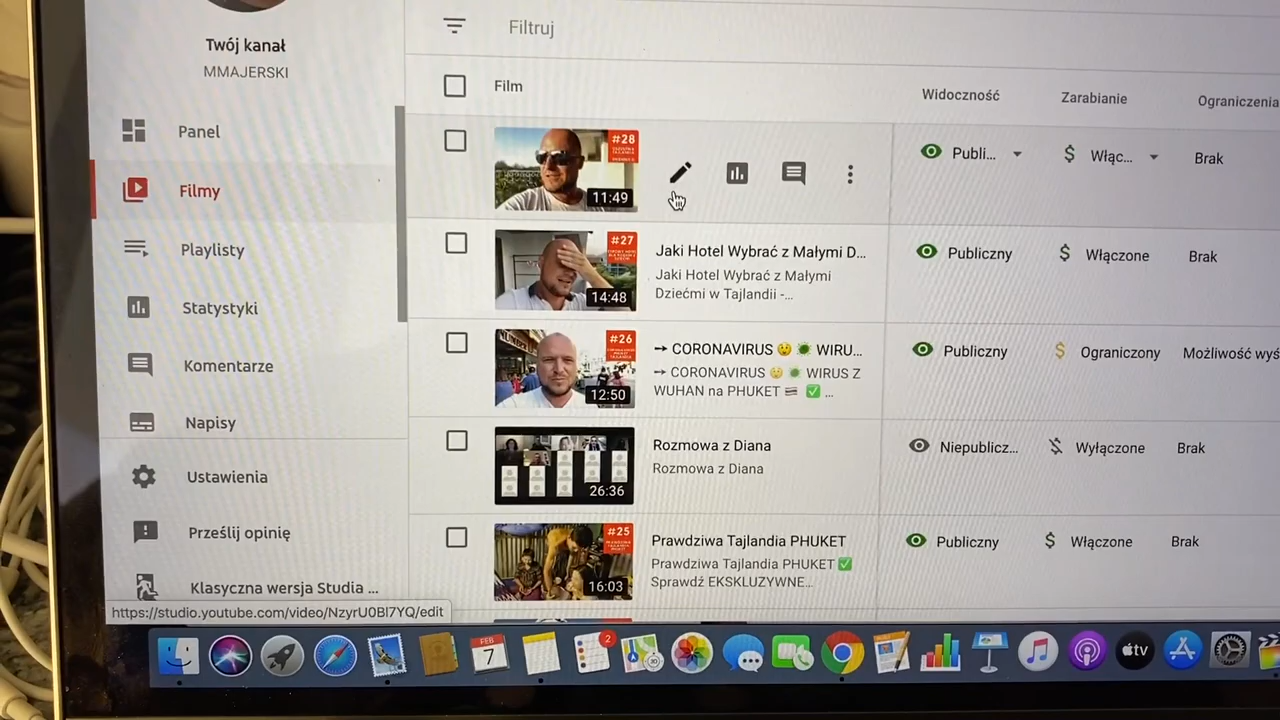 Twój kanał
MMAJERSKI
Panel
Filmy
Playlisty
Statystyki
Komentarze
Napisy
Ustawienia
Prześlij opinię
Klasyczna wersja Studia ...
https://studio.youtube.com/video/NzyrU0Bl7YQ/edit
Filtruj
Film
Widoczność
Zarabianie
Ograniczenia
#28
11:49
Publi...
Włąc...
Brak
#27
14:48
Jaki Hotel Wybrać z Małymi D...
Jaki Hotel Wybrać z Małymi
Dziećmi w Tajlandii -...
Publiczny
Włączone
Brak
#26
12:50
→ CORONAVIRUS 😲 WIRU...
→ CORONAVIRUS 😲 WIRUS Z
WUHAN na PHUKET ✅ ...
Publiczny
Ograniczony
Możliwość wyś
26:36
Rozmowa z Diana
Rozmowa z Diana
Niepublicz...
Wyłączone
Brak
#25
16:03
Prawdziwa Tajlandia PHUKET
Prawdziwa Tajlandia PHUKET ✅
Sprawdź EKSKLUZYWNE...
Publiczny
Włączone
Brak
FEB
7
2
tv